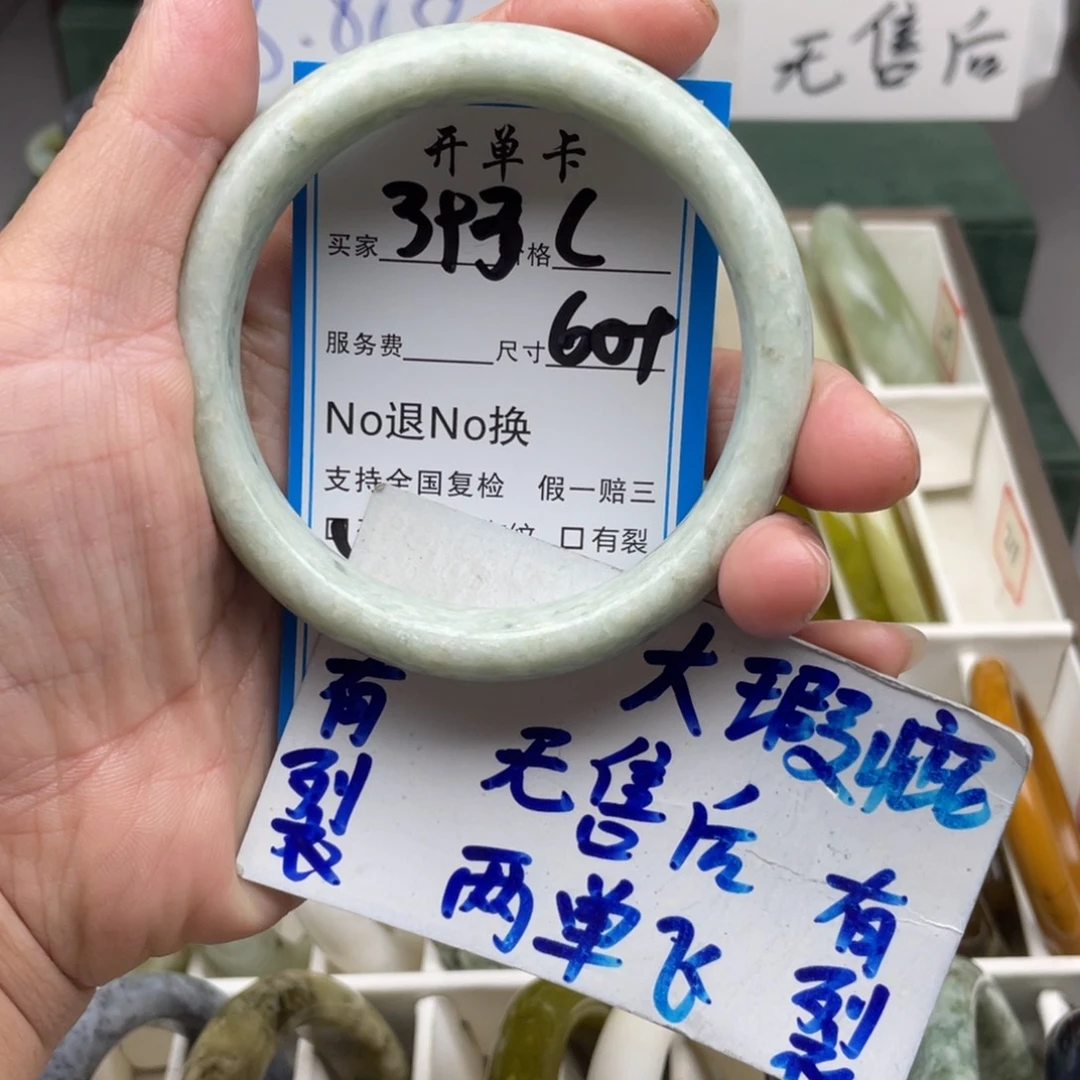 无售后
开单卡
买家 393 价格 C
服务费 尺寸 60+
No退No换
支持全国复检 假一赔三
纹 口有裂
大瑕疵
无售后
两单飞
有裂
有裂